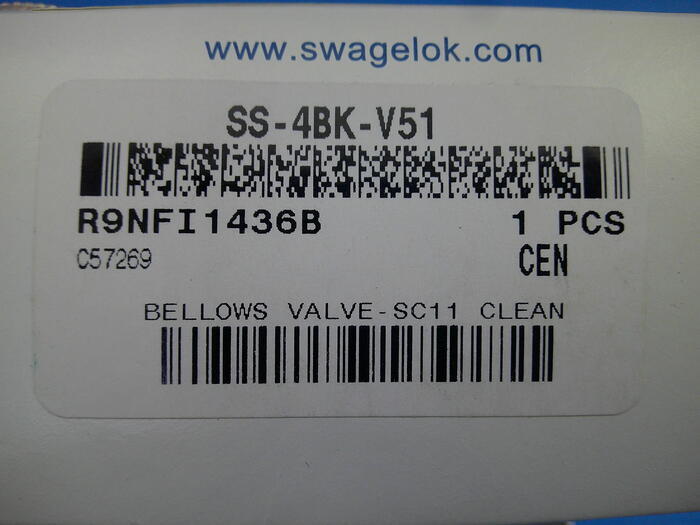 www.swagelok.com
SS-4BK-V51
R9NFI1436B 1 PCS
C57269 CEN
BELLOWS VALVE-SC11 CLEAN